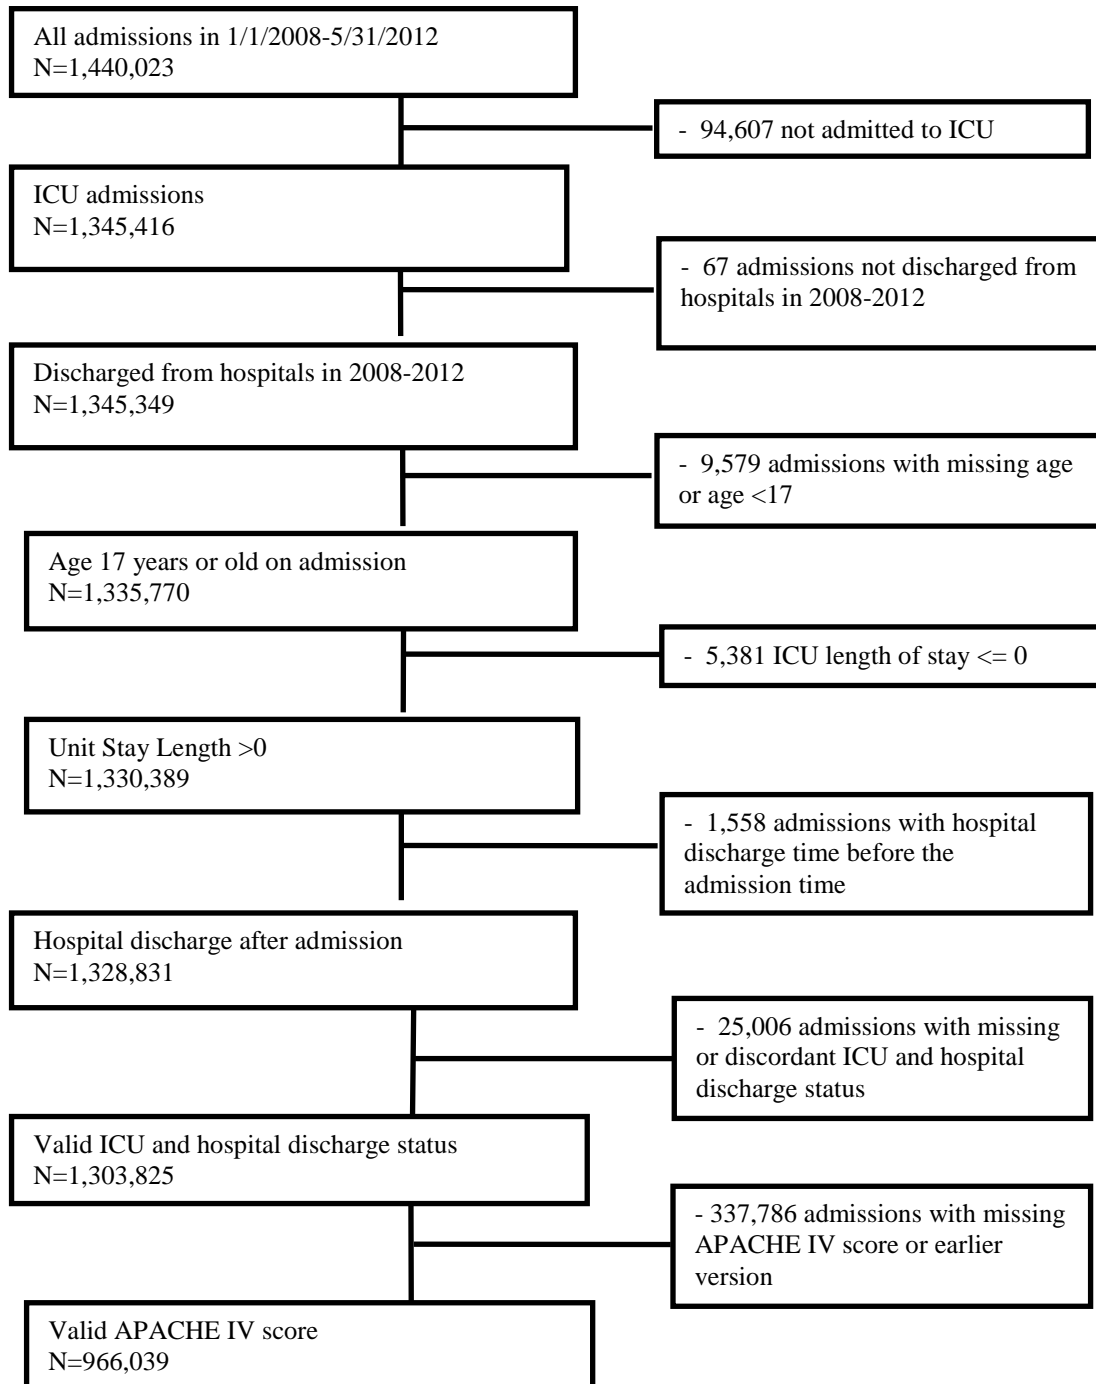 All admissions in 1/1/2008-5/31/2012
N=1,440,023
- 94,607 not admitted to ICU
ICU admissions
N=1,345,416
- 67 admissions not discharged from
hospitals in 2008-2012
Discharged from hospitals in 2008-2012
N=1,345,349
- 9,579 admissions with missing age
or age <17
Age 17 years or old on admission
N=1,335,770
- 5,381 ICU length of stay <= 0
Unit Stay Length >0
N=1,330,389
- 1,558 admissions with hospital
discharge time before the
admission time
Hospital discharge after admission
N=1,328,831
- 25,006 admissions with missing
or discordant ICU and hospital
discharge status
Valid ICU and hospital discharge status
N=1,303,825
- 337,786 admissions with missing
APACHE IV score or earlier
version
Valid APACHE IV score
N=966,039